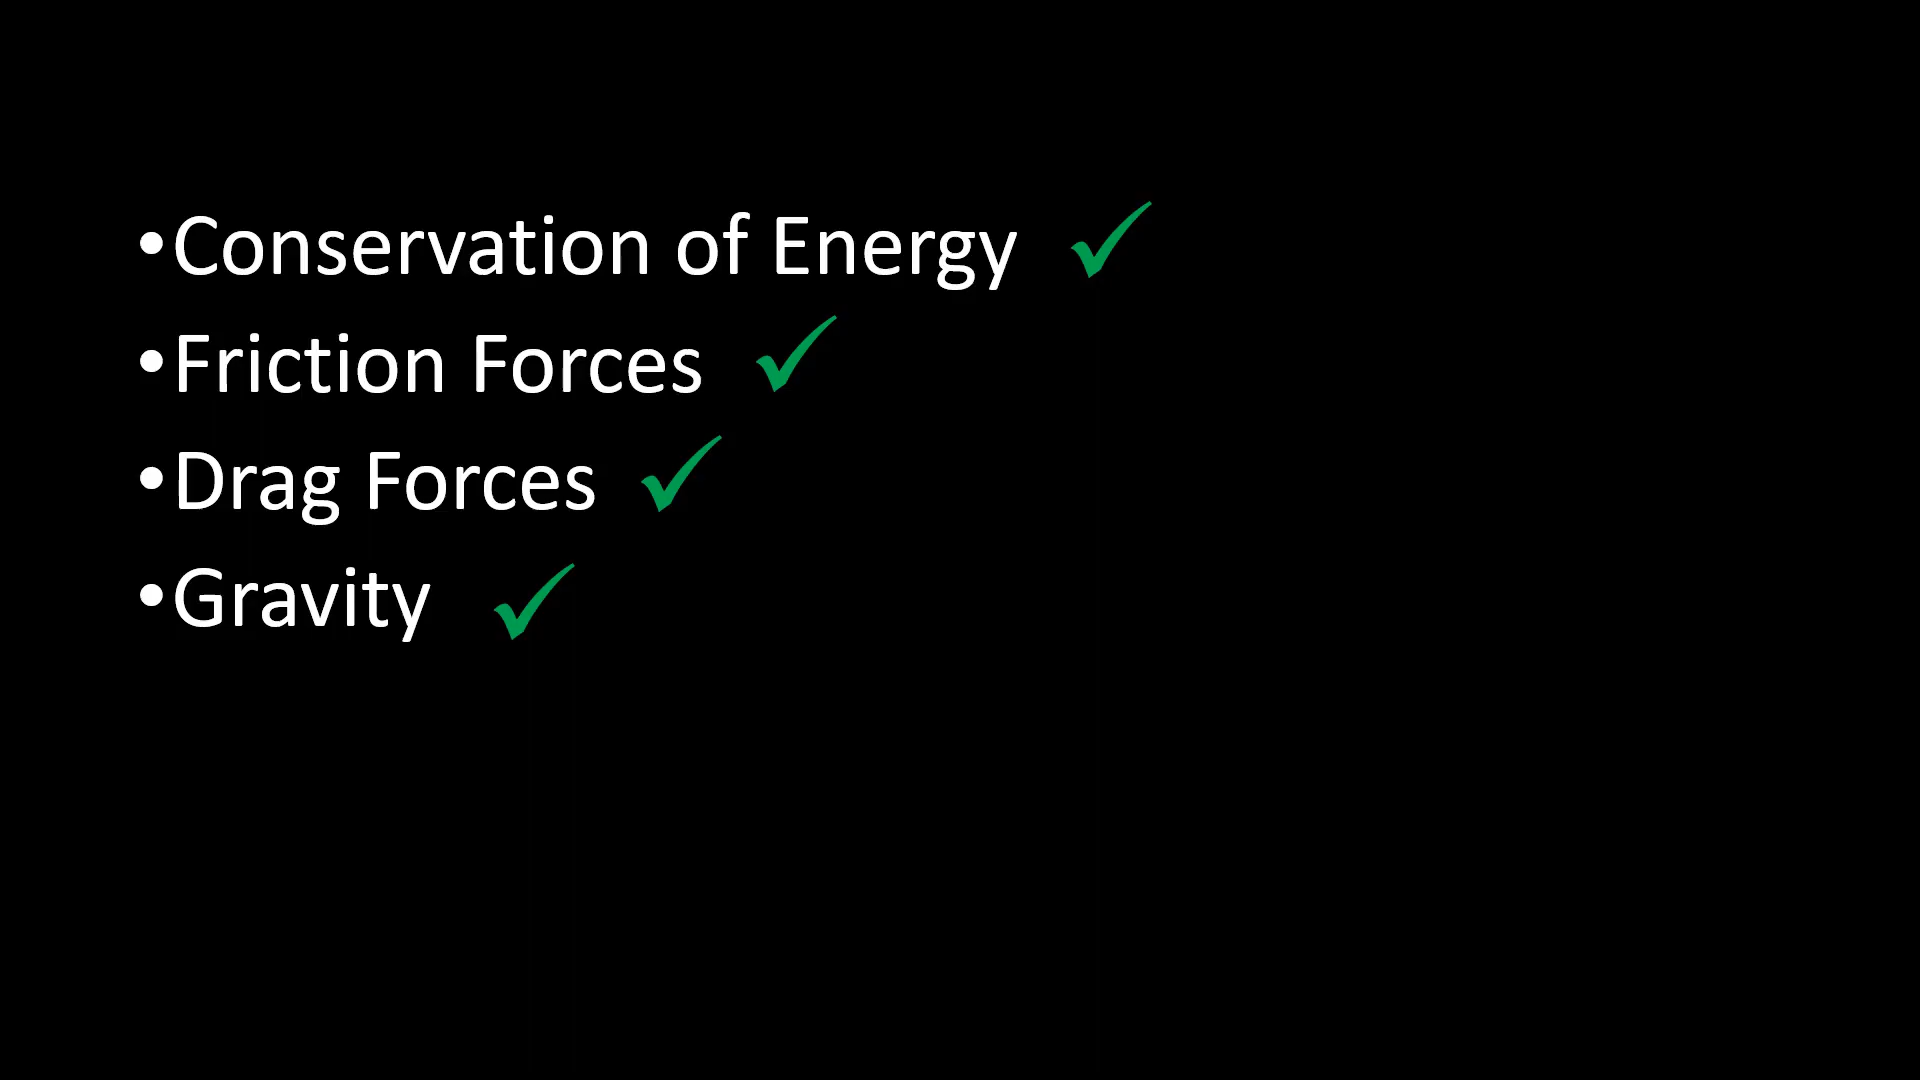 •Conservation of Energy ✓
•Friction Forces ✓
•Drag Forces ✓
•Gravity ✓